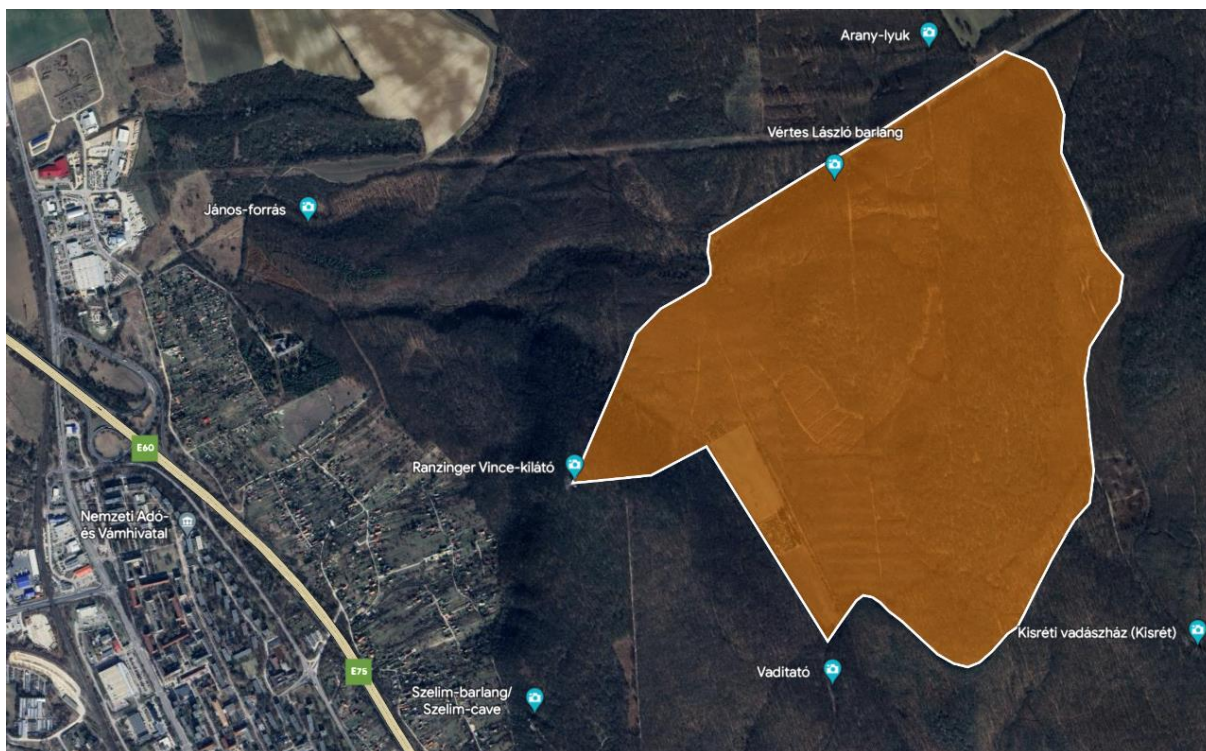 Arany-lyuk
Vértes László barlang
János-forrás
Ranzinger Vince-kilátó
E60
Nemzeti Adó-
és Vámhivatal
Kisréti vadászház (Kisrét)
E75
Vaditató
Szelim-barlang/
Szelim-cave